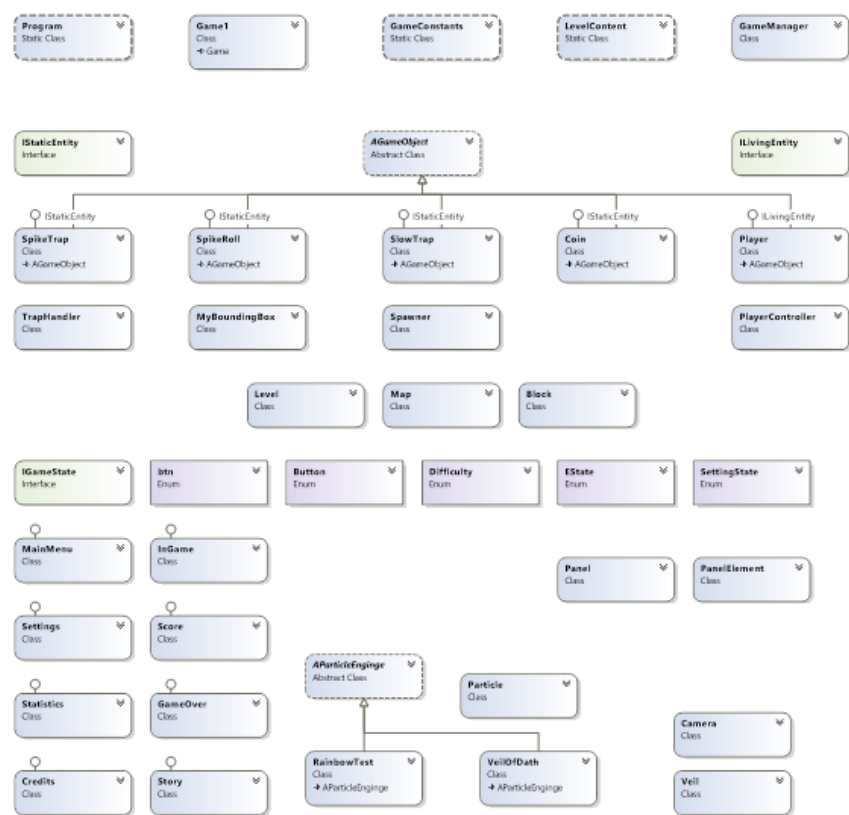 Program
Static Class
Game1
Class
Game
GameConstants
Static Class
LevelContent
Static Class
GameManager
Class
IStaticEntity
Interface
AGameObject
Abstract Class
ILivingEntity
Interface
IStaticEntity
IStaticEntity
IStaticEntity
IStaticEntity
ILivingEntity
SpikeTrap
Class
AGameObject
SpikeRoll
Class
AGameObject
SlowTrap
Class
AGameObject
Coin
Class
AGameObject
Player
Class
AGameObject
TrapHandler
Class
MyBoundingBox
Class
Spawner
Class
PlayerController
Class
Level
Class
Map
Class
Block
Class
IGameState
Interface
btn
Enum
Button
Enum
Difficulty
Enum
EState
Enum
SettingState
Enum
MainMenu
Class
InGame
Class
Panel
Class
PanelElement
Class
Settings
Class
Score
Class
AParticleEnginge
Abstract Class
Particle
Class
Statistics
Class
GameOver
Class
Camera
Class
RainbowTest
Class
AParticleEnginge
VeilOfDath
Class
AParticleEnginge
Credits
Class
Story
Class
Veil
Class